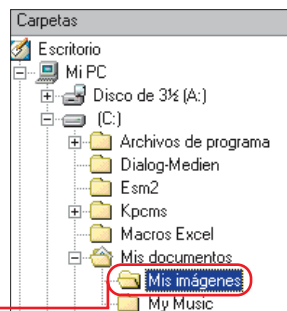 Carpetas
Escritorio
Mi PC
Disco de 3½ (A:)
(C:)
Archivos de programa
Dialog-Medien
Esm2
Kpcms
Macros Excel
Mis documentos
Mis imágenes
My Music